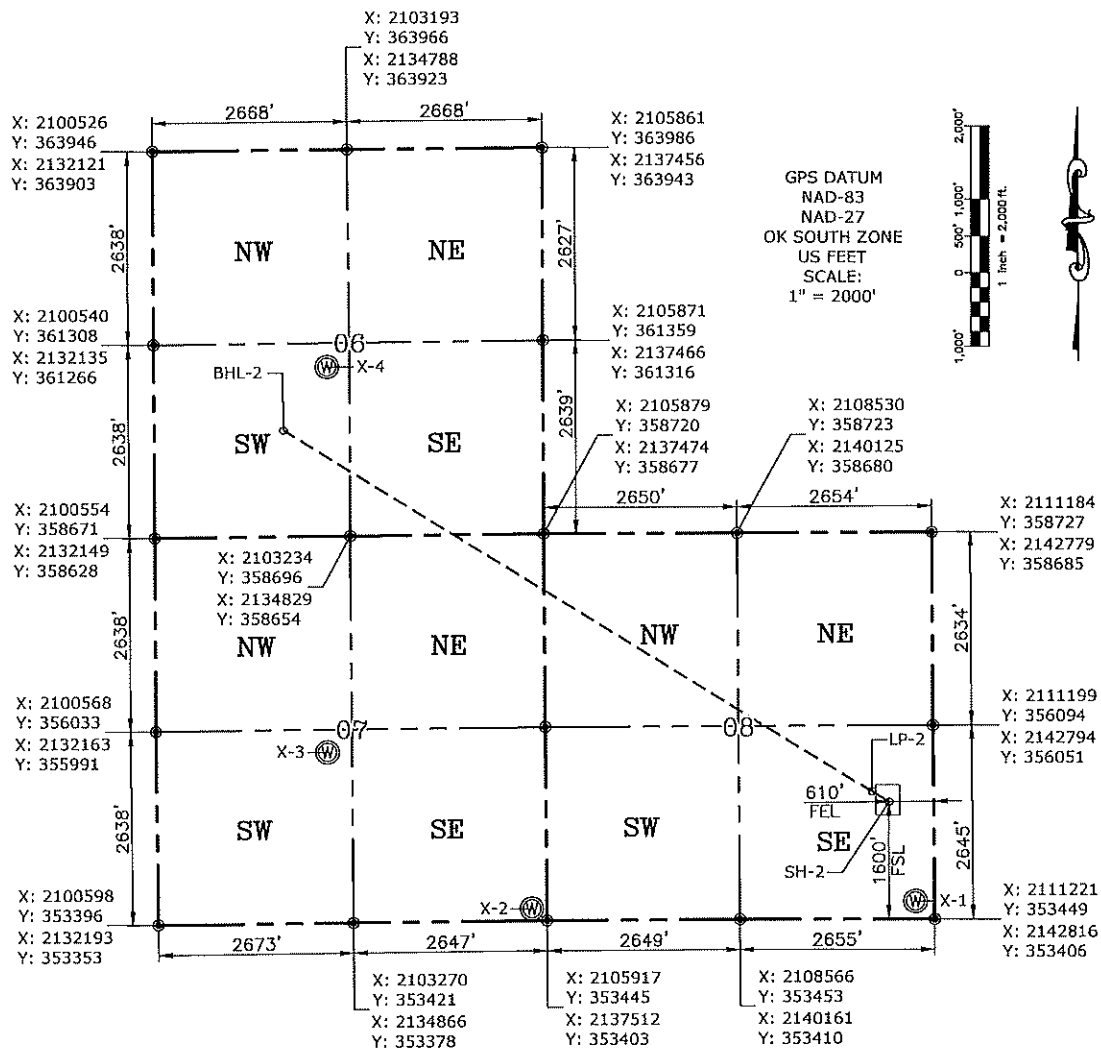 X: 2103193
Y: 363966
X: 2134788
Y: 363923
2668'
2668'
X: 2100526
Y: 363946
X: 2132121
Y: 363903
X: 2105861
Y: 363986
X: 2137456
Y: 363943
GPS DATUM
NAD-83
NAD-27
OK SOUTH ZONE
US FEET
SCALE:
1" = 2000'
2,000'
1,000'
500'
0
1,000'
1 Inch = 2,000 ft.
2638'
NW
NE
2627'
X: 2100540
Y: 361308
X: 2132135
Y: 361266
06
X: 2105871
Y: 361359
X: 2137466
Y: 361316
BHL-2
W
X-4
2638'
SW
SE
2639'
X: 2105879
Y: 358720
X: 2137474
Y: 358677
X: 2108530
Y: 358723
X: 2140125
Y: 358680
2650'
2654'
X: 2100554
Y: 358671
X: 2132149
Y: 358628
X: 2103234
Y: 358696
X: 2134829
Y: 358654
X: 2111184
Y: 358727
X: 2142779
Y: 358685
2638'
NW
NE
NW
NE
2634'
X: 2100568
Y: 356033
X: 2132163
Y: 355991
07
08
X: 2111199
Y: 356094
X: 2142794
Y: 356051
X-3
W
LP-2
610'
FEL
2638'
SW
SE
SW
SE
1600'
FSL
2645'
SH-2
X: 2100598
Y: 353396
X: 2132193
Y: 353353
X-2
W
W
X-1
X: 2111221
Y: 353449
X: 2142816
Y: 353406
2673'
2647'
2649'
2655'
X: 2103270
Y: 353421
X: 2134866
Y: 353378
X: 2105917
Y: 353445
X: 2137512
Y: 353403
X: 2108566
Y: 353453
X: 2140161
Y: 353410